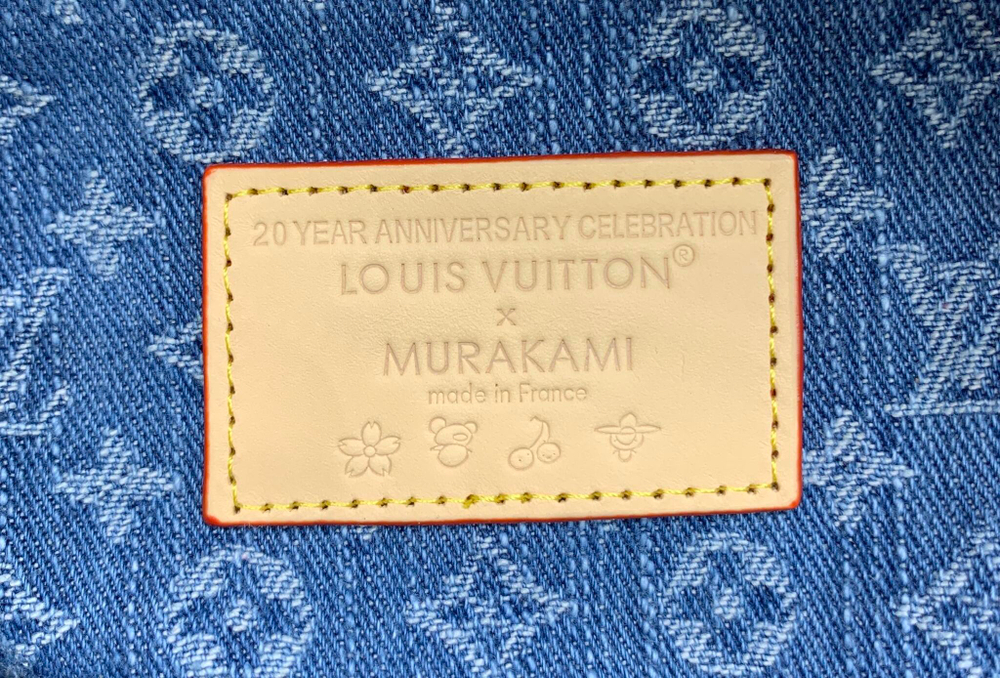 20 YEAR ANNIVERSARY CELEBRATION
LOUIS VUITTON®
x
MURAKAMI
made in France